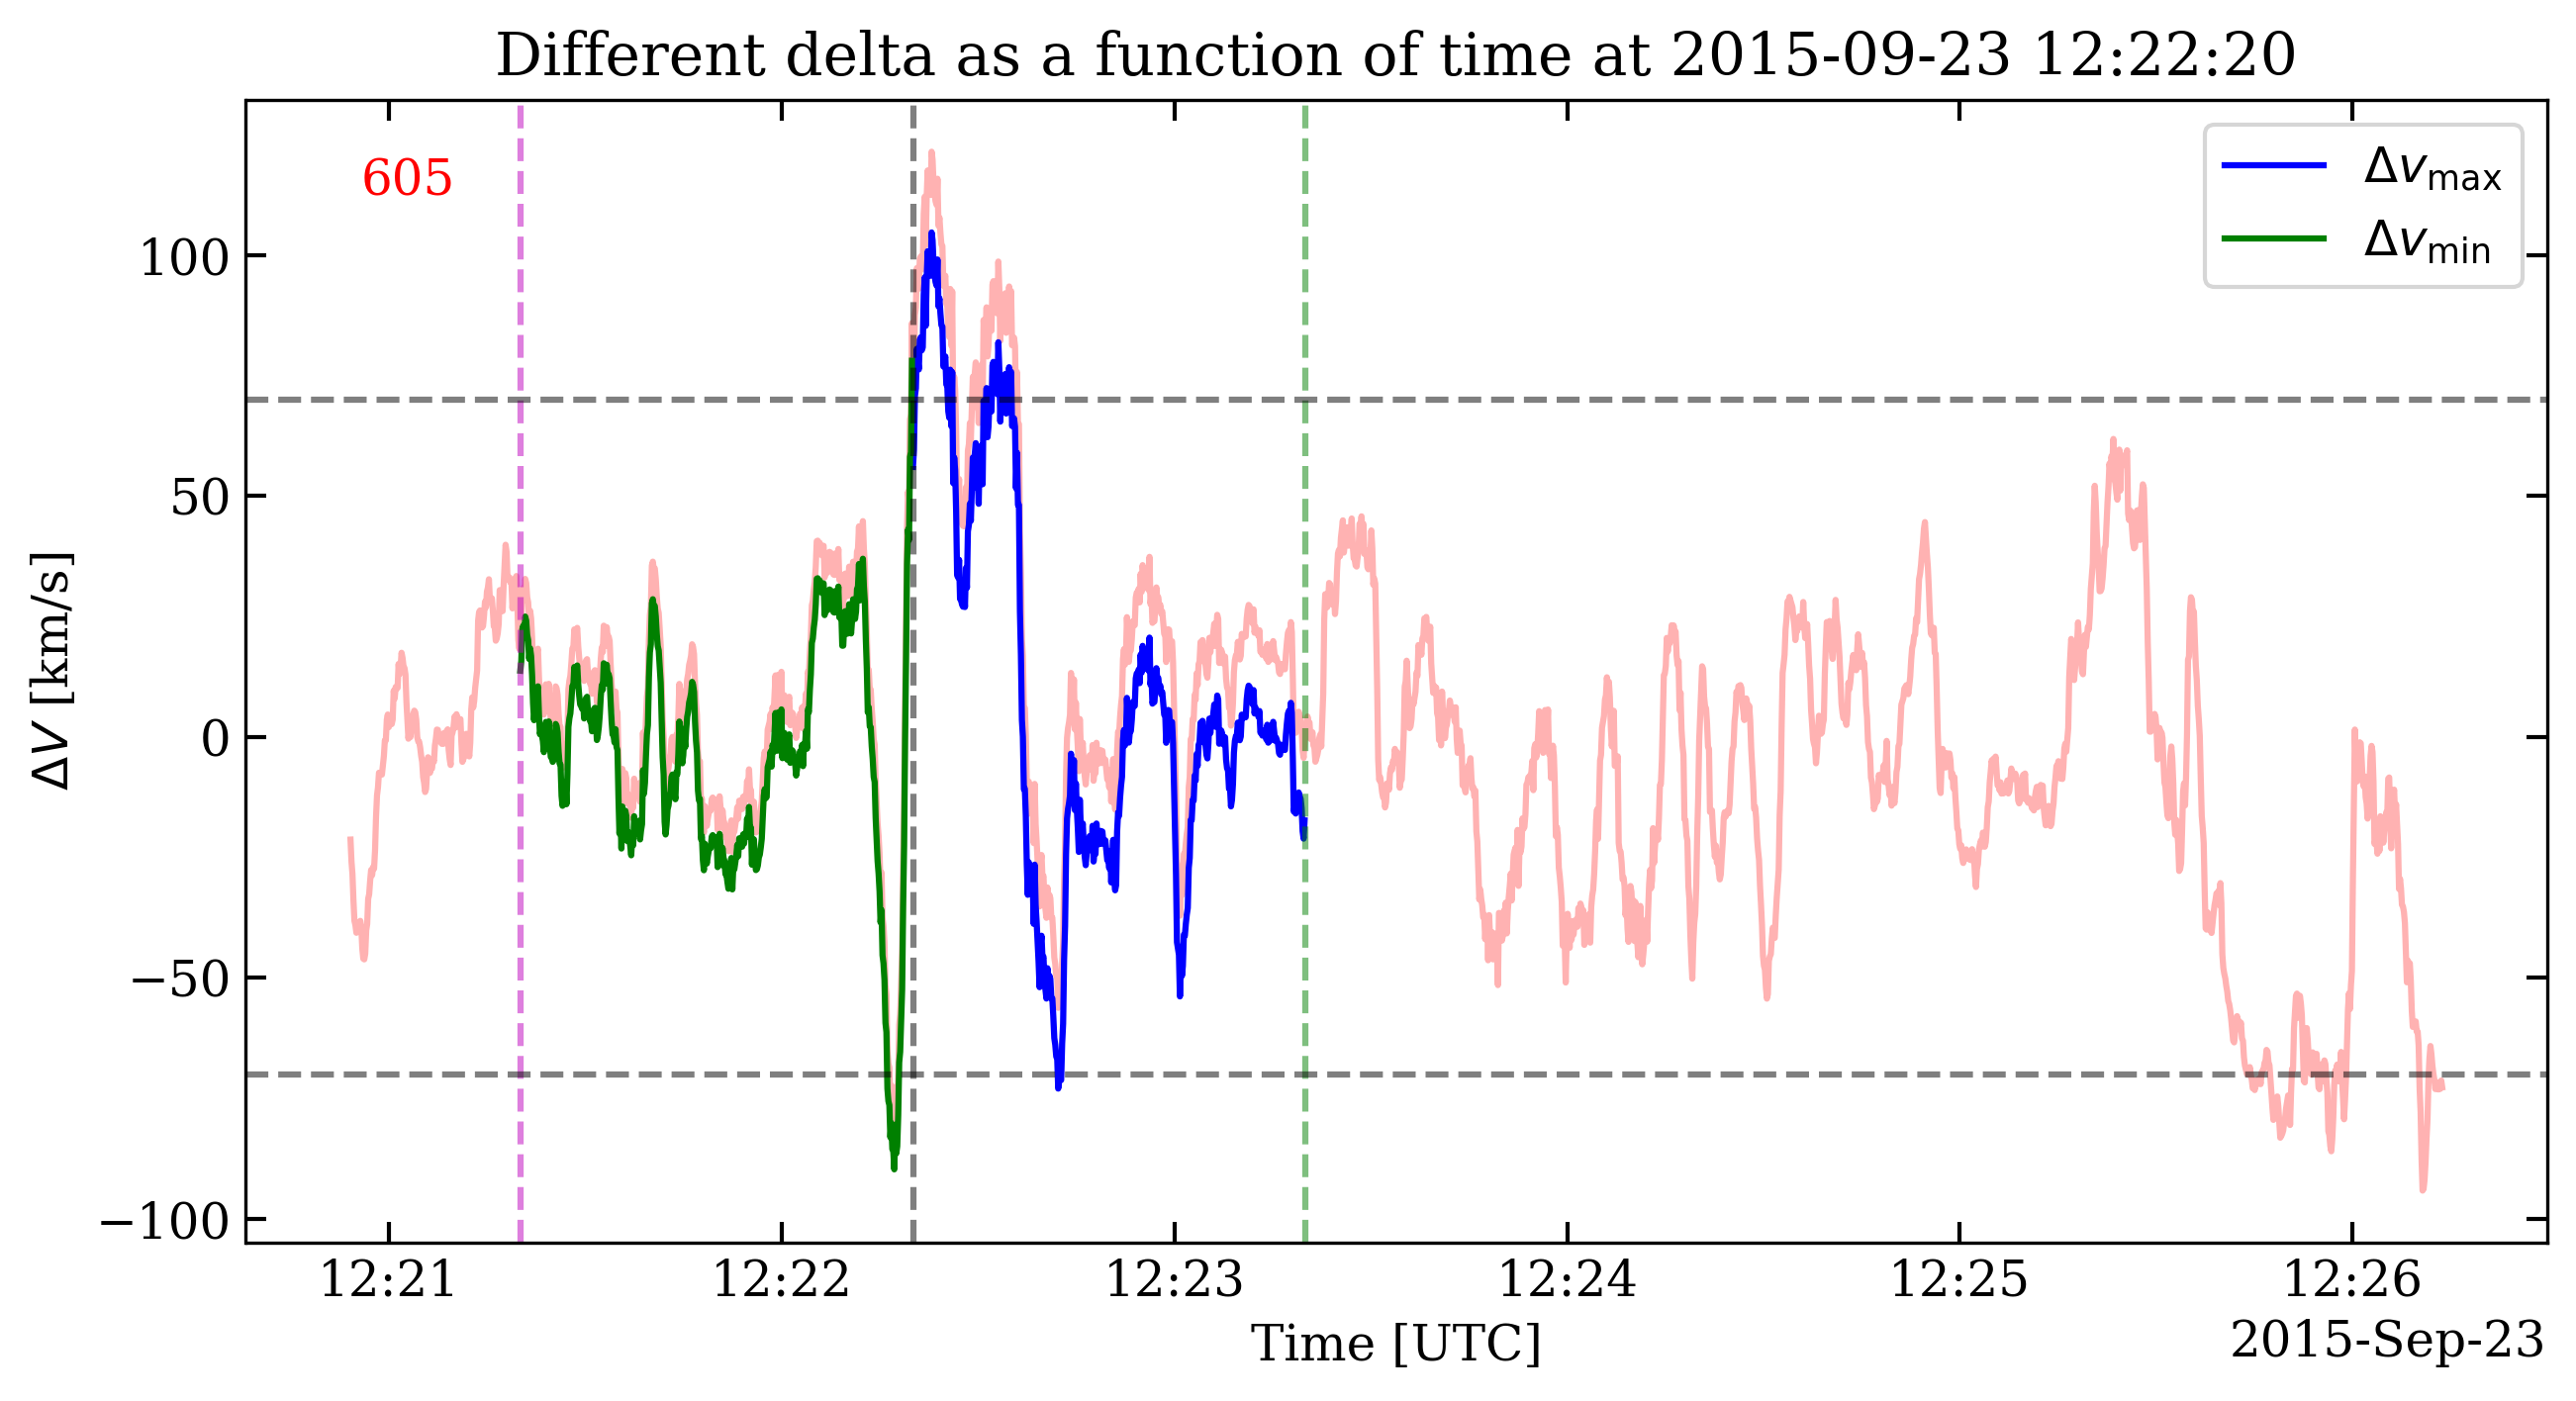 Different delta as a function of time at 2015-09-23 12:22:20
605
Δv_max
Δv_min
100
50
0
−50
−100
ΔV [km/s]
12:21 12:22 12:23 12:24 12:25 12:26
Time [UTC]
2015-Sep-23